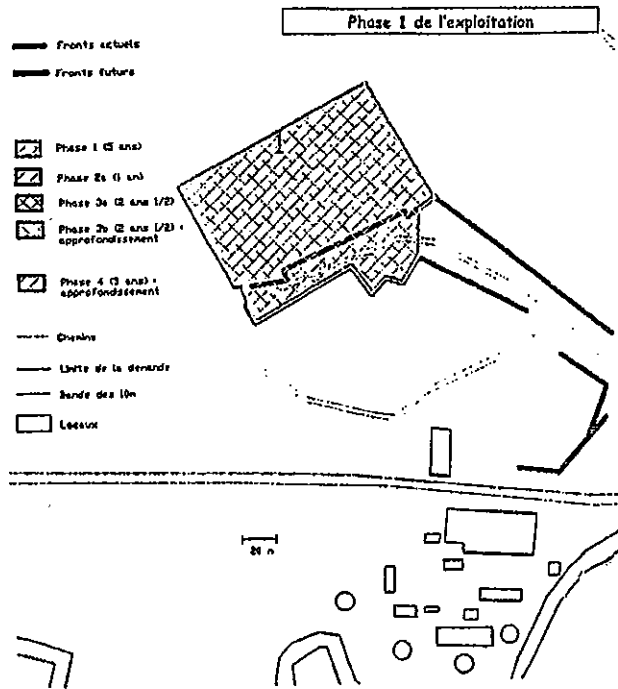 Phase 1 de l'exploitation
Fronts actuels
Fronts futurs
Phase 1 (5 ans)
Phase 2a (1 an)
Phase 3a (2 ans 1/2)
Phase 3b (2 ans 1/2) +
approfondissement
Phase 4 (3 ans) +
approfondissement
Chemins
Limite de la demande
Bande des 10m
Locaux
20 m
1